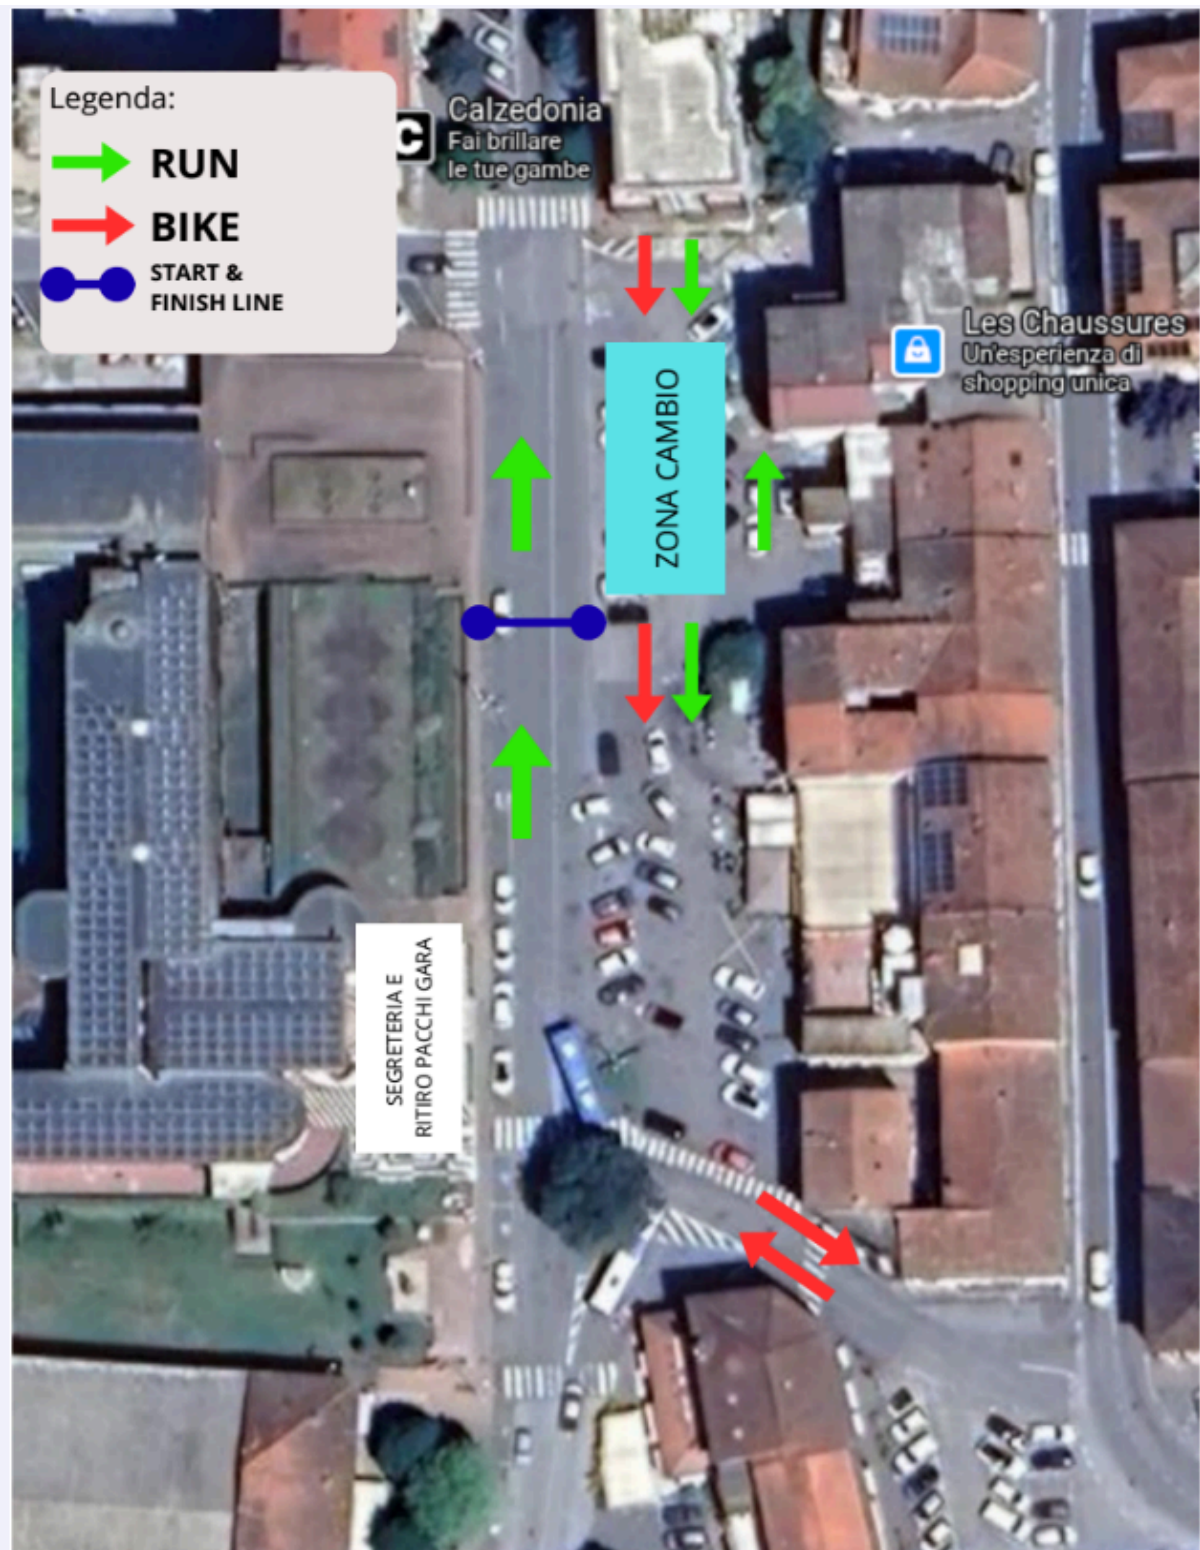 Legenda:
RUN
BIKE
START &
FINISH LINE
Calzedonia
Fai brillare
le tue gambe
Les Chaussures
Un'esperienza di
shopping unica
ZONA CAMBIO
SEGRETERIA E
RITIRO PACCHI GARA